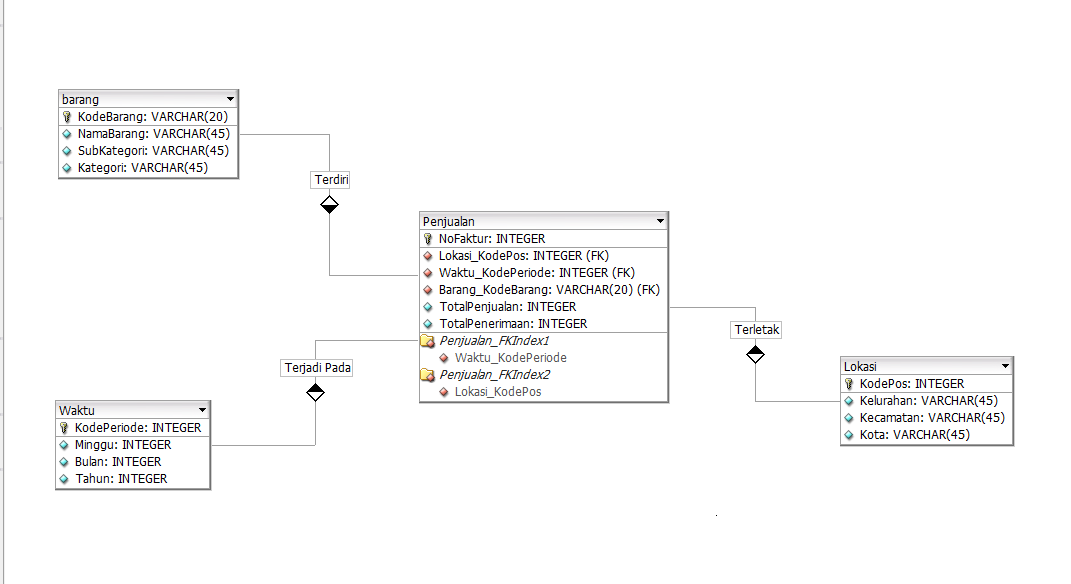 barang
KodeBarang: VARCHAR(20)
NamaBarang: VARCHAR(45)
SubKategori: VARCHAR(45)
Kategori: VARCHAR(45)
Terdiri
Penjualan
NoFaktur: INTEGER
Lokasi_KodePos: INTEGER (FK)
Waktu_KodePeriode: INTEGER (FK)
Barang_KodeBarang: VARCHAR(20) (FK)
TotalPenjualan: INTEGER
TotalPenerimaan: INTEGER
Penjualan_FKIndex1
Waktu_KodePeriode
Penjualan_FKIndex2
Lokasi_KodePos
Terjadi Pada
Waktu
KodePeriode: INTEGER
Minggu: INTEGER
Bulan: INTEGER
Tahun: INTEGER
Terletak
Lokasi
KodePos: INTEGER
Kelurahan: VARCHAR(45)
Kecamatan: VARCHAR(45)
Kota: VARCHAR(45)